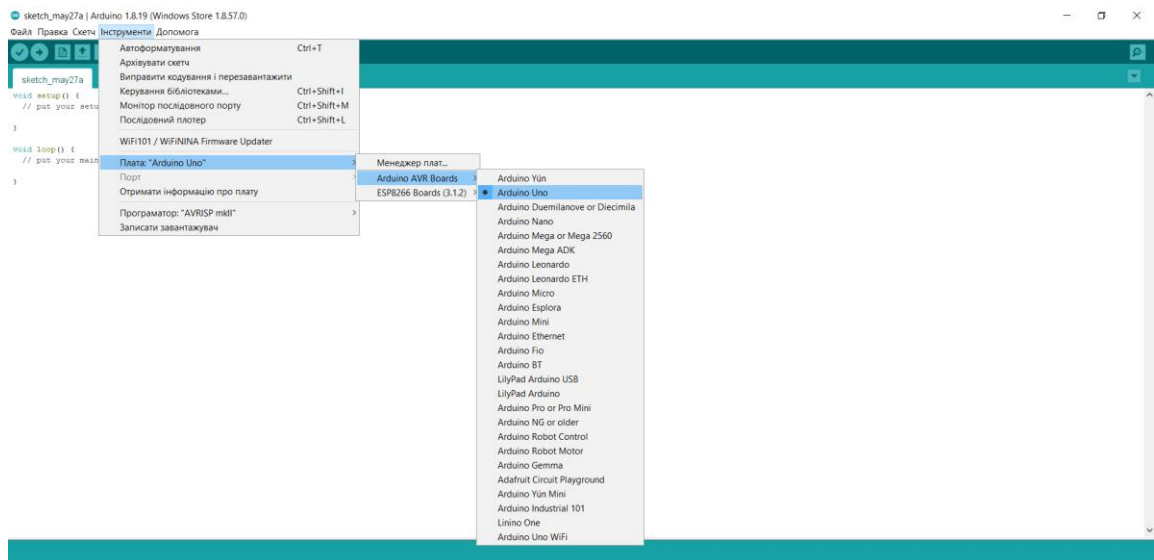 sketch_may27a | Arduino 1.8.19 (Windows Store 1.8.57.0)
Файл Правка Скетч Інструменти Допомога
sketch_may27a
void setup() {
// put your setu
}
void loop() {
// put your main
}
Автоформатування Ctrl+T
Архівувати скетч
Виправити кодування і перезавантажити
Керування бібліотеками... Ctrl+Shift+I
Монітор послідовного порту Ctrl+Shift+M
Послідовний плотер Ctrl+Shift+L
WiFi101 / WiFiNINA Firmware Updater
Плата: "Arduino Uno"
Порт
Отримати інформацію про плату
Програматор: "AVRISP mkII"
Записати завантажувач
Менеджер плат...
Arduino AVR Boards
ESP8266 Boards (3.1.2)
Arduino Yún
Arduino Uno
Arduino Duemilanove or Diecimila
Arduino Nano
Arduino Mega or Mega 2560
Arduino Mega ADK
Arduino Leonardo
Arduino Leonardo ETH
Arduino Micro
Arduino Esplora
Arduino Mini
Arduino Ethernet
Arduino Fio
Arduino BT
LilyPad Arduino USB
LilyPad Arduino
Arduino Pro or Pro Mini
Arduino NG or older
Arduino Robot Control
Arduino Robot Motor
Arduino Gemma
Adafruit Circuit Playground
Arduino Yún Mini
Arduino Industrial 101
Linino One
Arduino Uno WiFi